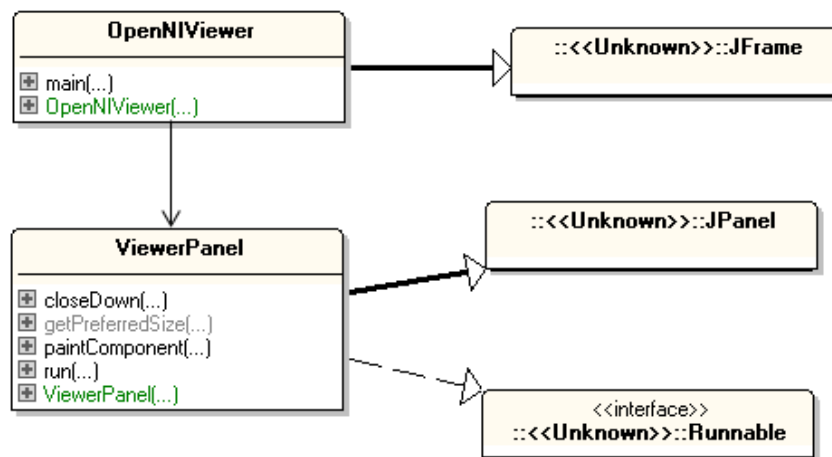 OpenNIViewer
main(...)
OpenNIViewer(...)
::<<Unknown>>::JFrame
ViewerPanel
closeDown(...)
getPreferredSize(...)
paintComponent(...)
run(...)
ViewerPanel(...)
::<<Unknown>>::JPanel
<<interface>>
::<<Unknown>>::Runnable